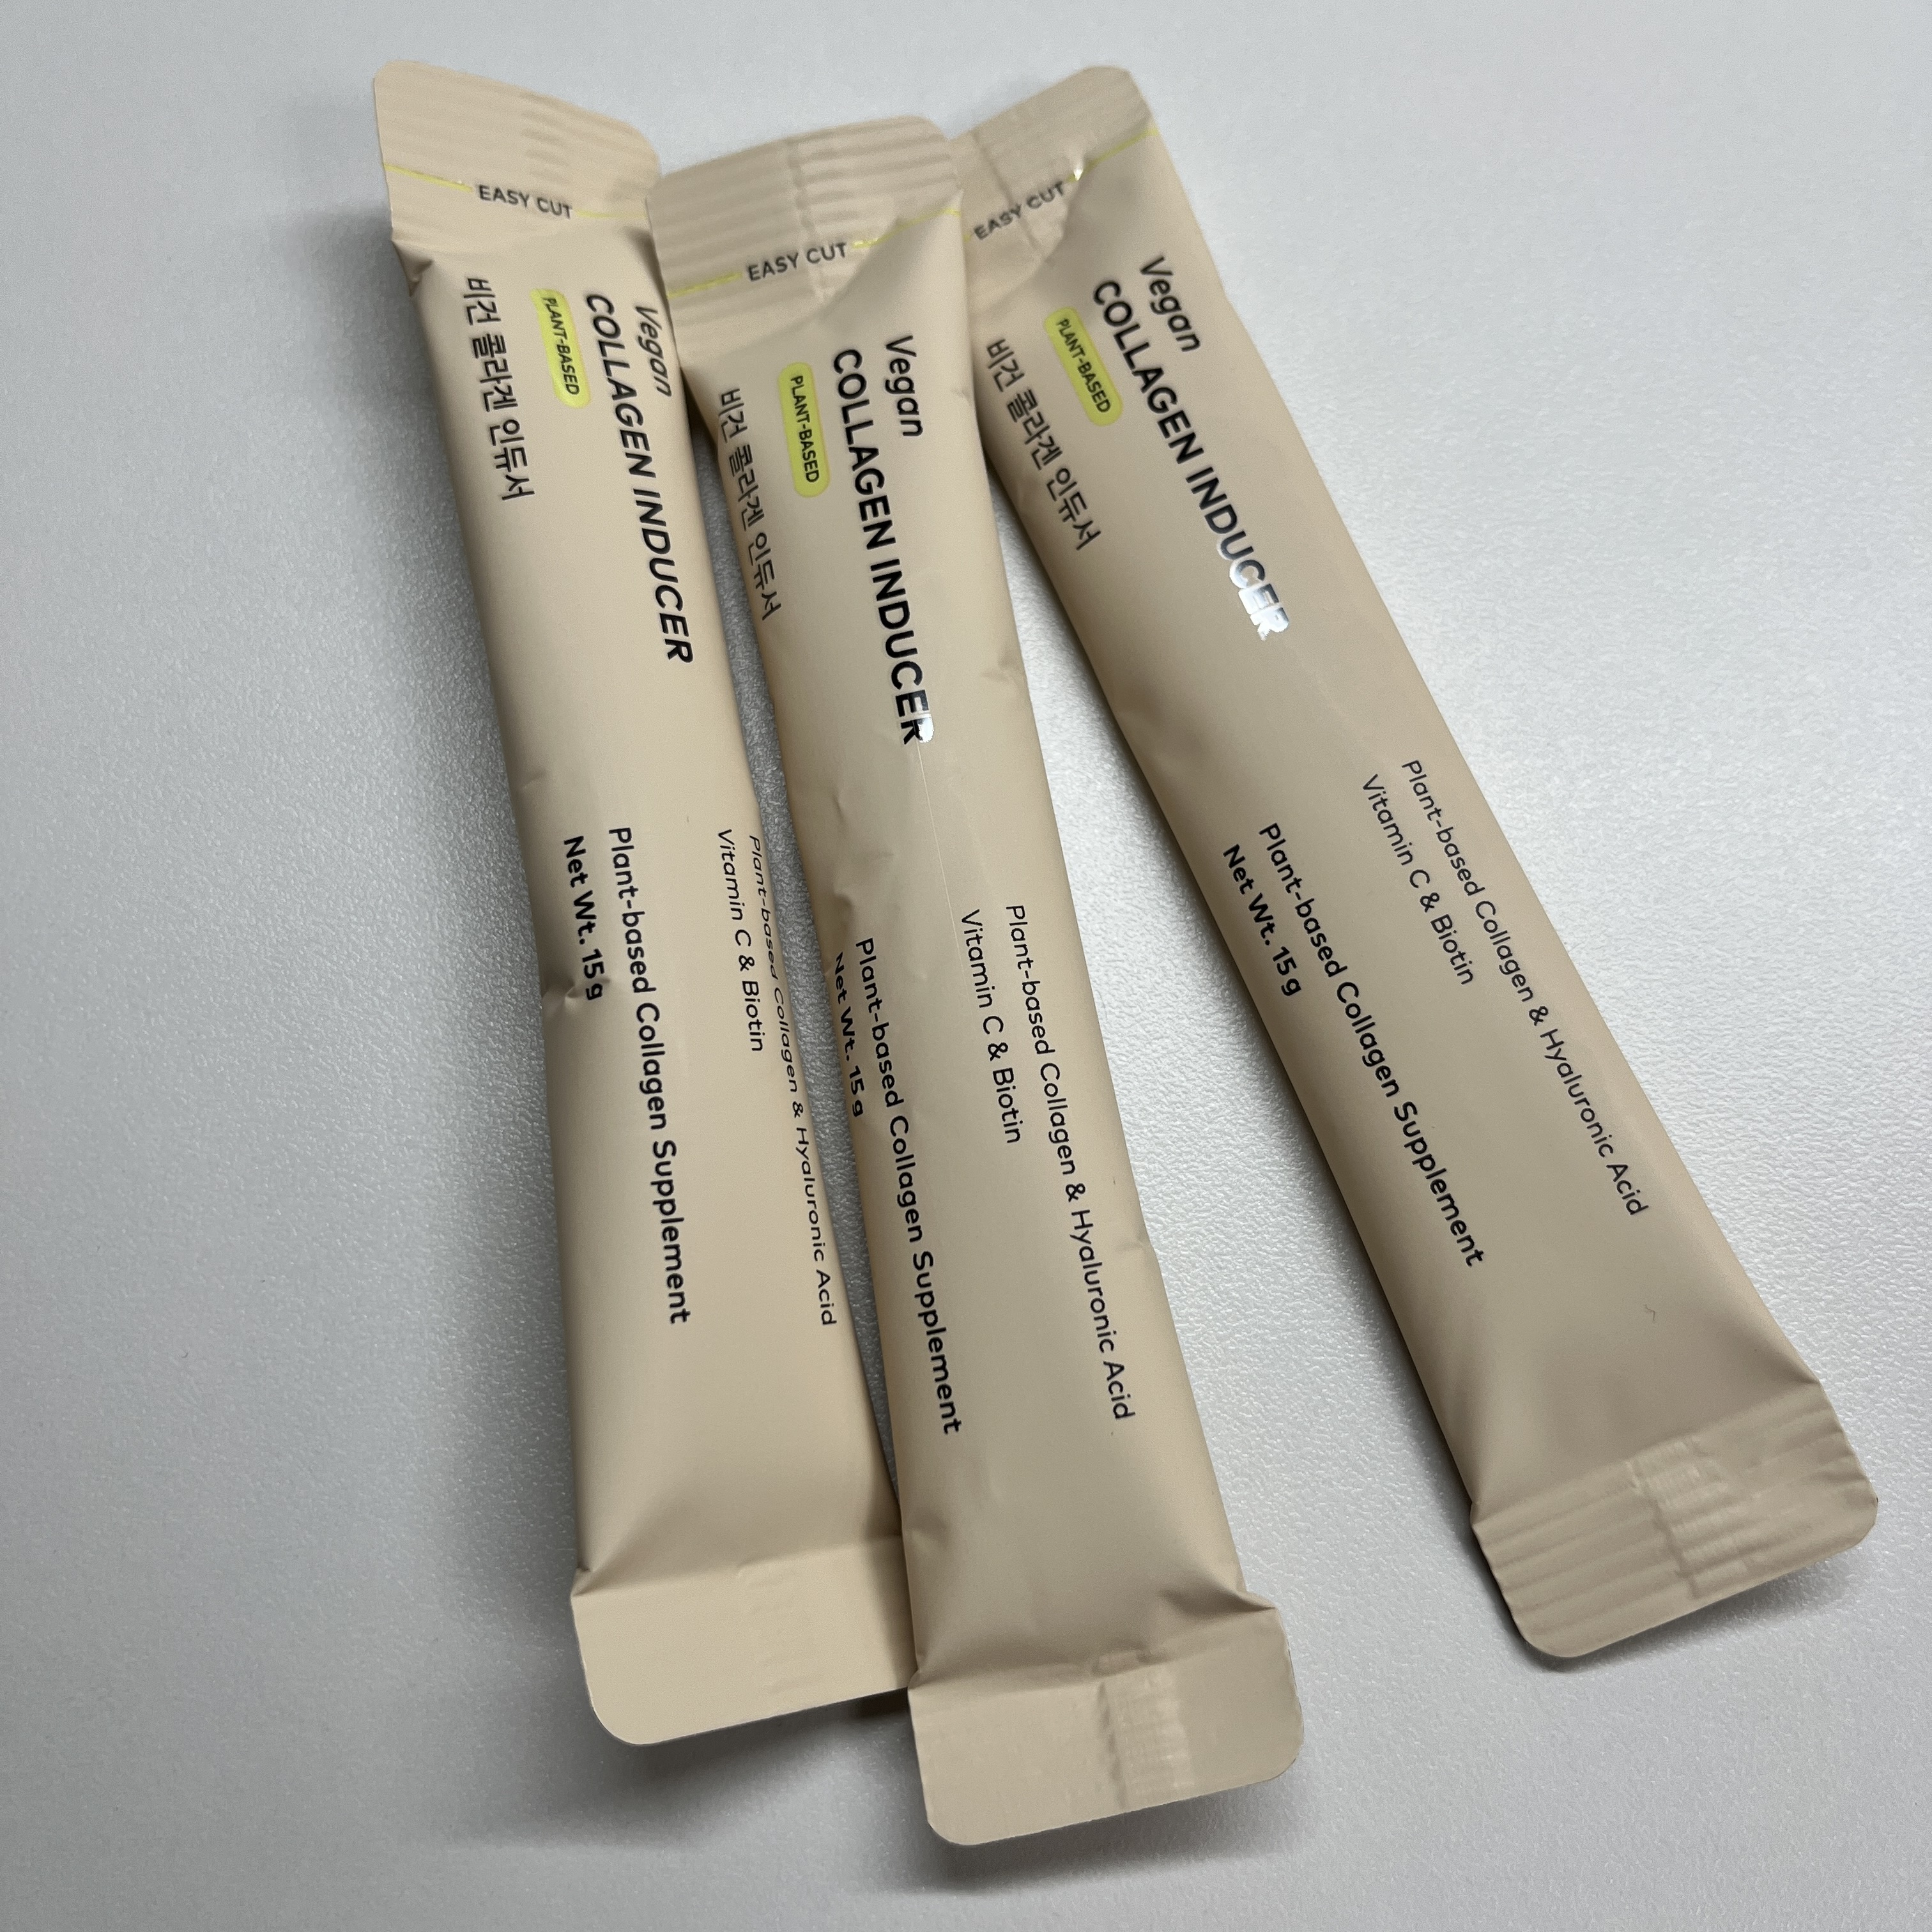 EASY CUT
Vegan
COLLAGEN INDUCER
PLANT-BASED
비건 콜라겐 인듀서
Plant-based Collagen & Hyaluronic Acid
Vitamin C & Biotin
Plant-based Collagen Supplement
Net Wt. 15 g
EASY CUT
Vegan
COLLAGEN INDUCER
PLANT-BASED
비건 콜라겐 인듀서
Plant-based Collagen & Hyaluronic Acid
Vitamin C & Biotin
Plant-based Collagen Supplement
Net Wt. 15 g
EASY CUT
Vegan
COLLAGEN INDUCER
PLANT-BASED
비건 콜라겐 인듀서
Plant-based Collagen & Hyaluronic Acid
Vitamin C & Biotin
Plant-based Collagen Supplement
Net Wt. 15 g